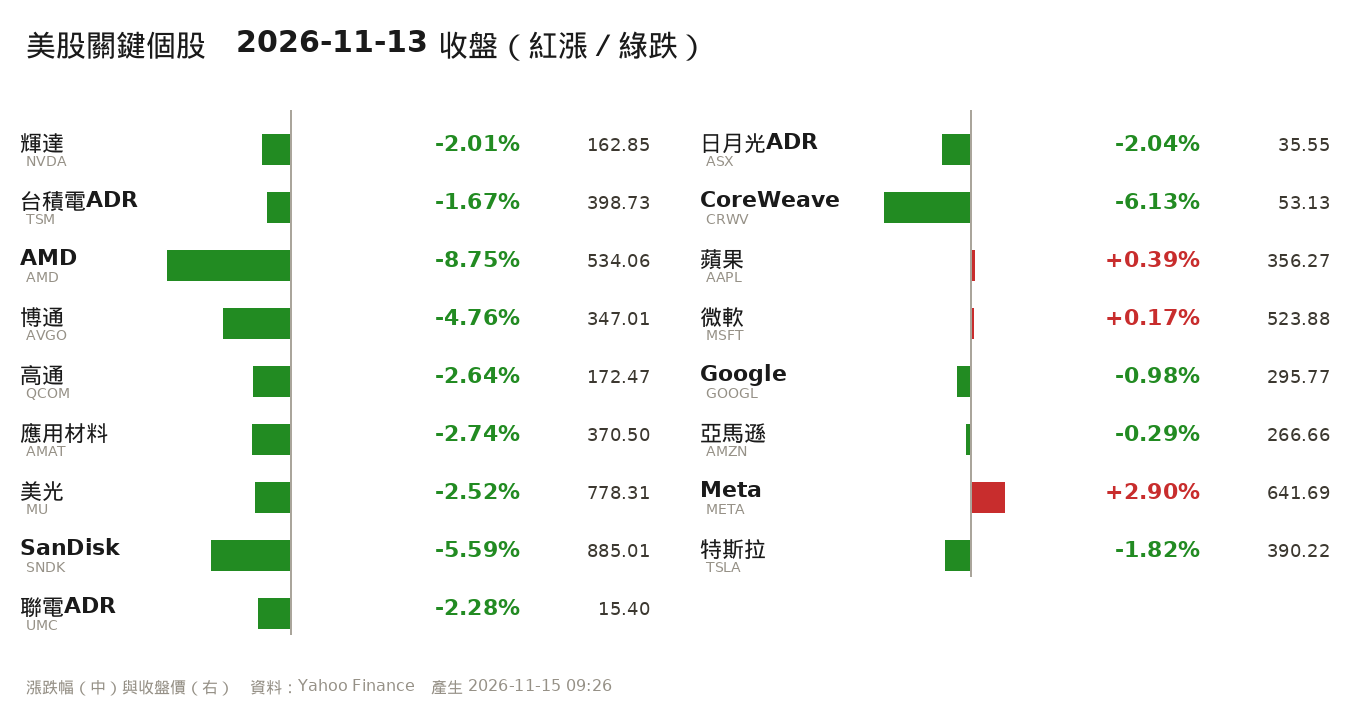 美股關鍵個股 2026-11-13 收盤（紅漲 / 綠跌）
輝達 -2.01% 162.85
NVDA
台積電ADR -1.67% 398.73
TSM
AMD -8.75% 534.06
AMD
博通 -4.76% 347.01
AVGO
高通 -2.64% 172.47
QCOM
應用材料 -2.74% 370.50
AMAT
美光 -2.52% 778.31
MU
SanDisk -5.59% 885.01
SNDK
聯電ADR -2.28% 15.40
UMC
日月光ADR -2.04% 35.55
ASX
CoreWeave -6.13% 53.13
CRWV
蘋果 +0.39% 356.27
AAPL
微軟 +0.17% 523.88
MSFT
Google -0.98% 295.77
GOOGL
亞馬遜 -0.29% 266.66
AMZN
Meta +2.90% 641.69
META
特斯拉 -1.82% 390.22
TSLA
漲跌幅（中）與收盤價（右） 資料：Yahoo Finance 產生 2026-11-15 09:26